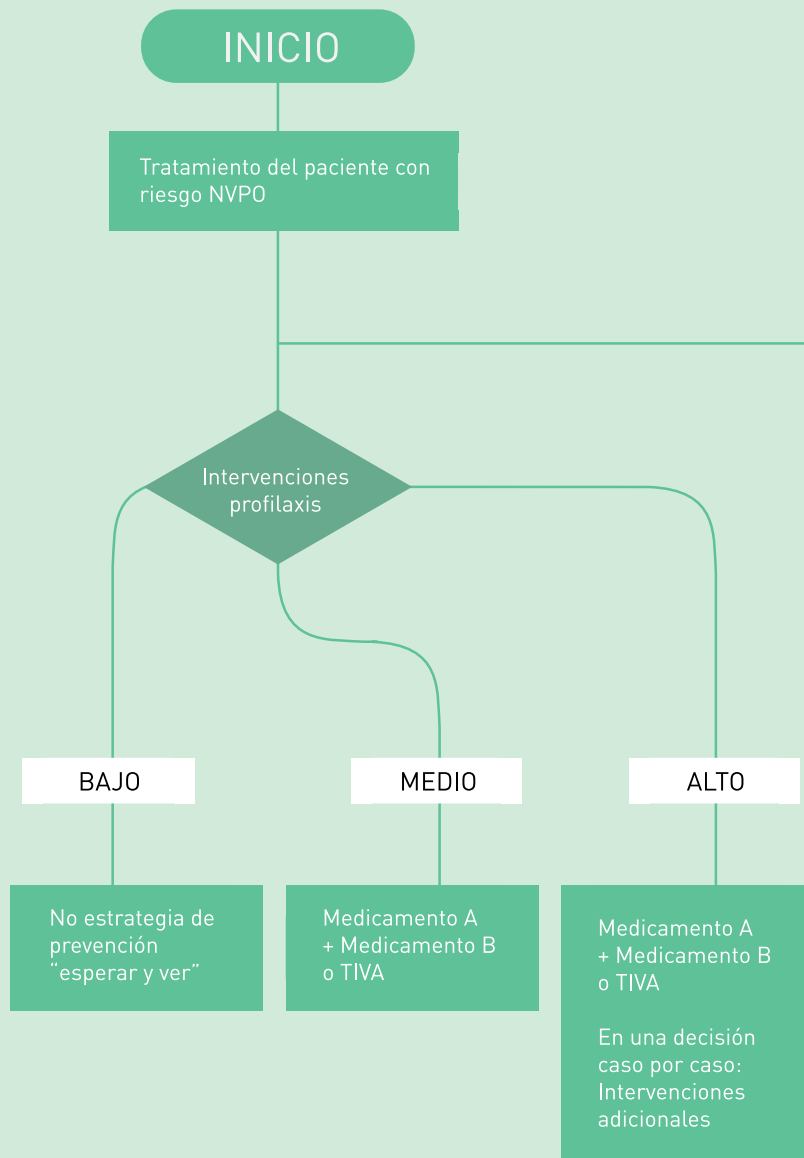 INICIO
Tratamiento del paciente con
riesgo NVPO
Intervenciones
profilaxis
BAJO
MEDIO
ALTO
No estrategia de
prevención
“esperar y ver”
Medicamento A
+ Medicamento B
o TIVA
Medicamento A
+ Medicamento B
o TIVA
En una decisión
caso por caso:
Intervenciones
adicionales